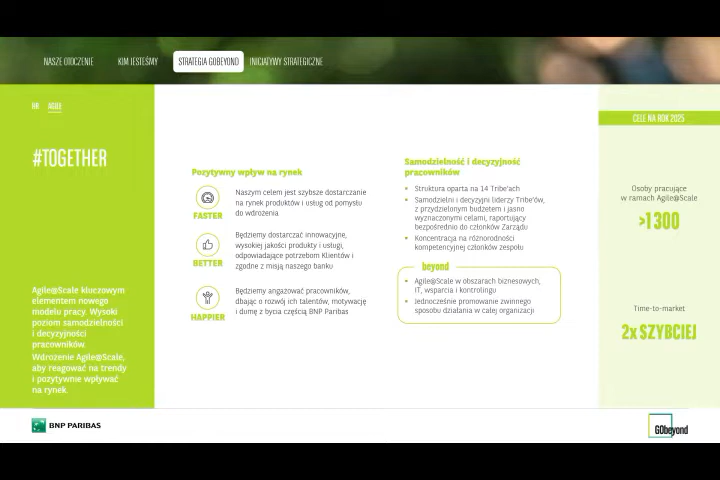 NASZE OTOCZENIE
KIM JESTEŚMY
STRATEGIA GOBEYOND
INICJATYWY STRATEGICZNE
HR
AGILE
#TOGETHER
Agile@Scale kluczowym
elementem nowego
modelu pracy. Wysoki
poziom samodzielności
i decyzyjności
pracowników.
Wdrożenie Agile@Scale,
aby reagować na trendy
i pozytywnie wpływać
na rynek.
Pozytywny wpływ na rynek
FASTER
Naszym celem jest szybsze dostarczanie
na rynek produktów i usług od pomysłu
do wdrożenia
BETTER
Będziemy dostarczać innowacyjne,
wysokiej jakości produkty i usługi,
odpowiadające potrzebom Klientów i
zgodne z misją naszego banku
HAPPIER
Będziemy angażować pracowników,
dbając o rozwój ich talentów, motywację
i dumę z bycia częścią BNP Paribas
Samodzielność i decyzyjność
pracowników
• Struktura oparta na 14 Tribe'ach
• Samodzielni i decyzyjni liderzy Tribe'ów,
z przydzielonym budżetem i jasno
wyznaczonymi celami, raportujący
bezpośrednio do członków Zarządu
• Koncentracja na różnorodności
kompetencyjnej członków zespołu
beyond
• Agile@Scale w obszarach biznesowych,
IT, wsparcia i kontrolingu
• Jednocześnie promowanie zwinnego
sposobu działania w całej organizacji
CELE NA ROK 2025
Osoby pracujące
w ramach Agile@Scale
>1 300
Time-to-market
2x SZYBCIEJ
BNP PARIBAS
GObeyond